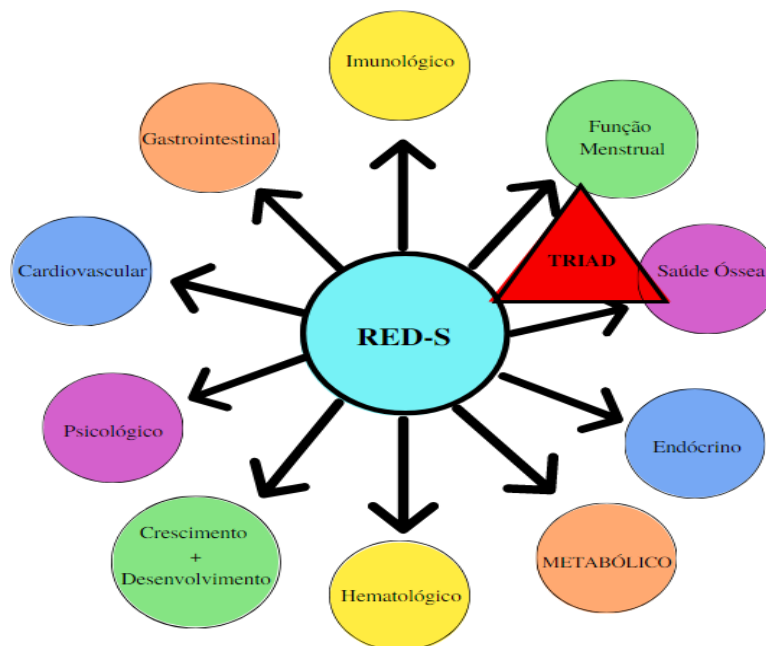 Imunológico
Gastrointestinal
Função
Menstrual
Cardiovascular
TRIAD
Saúde Óssea
RED-S
Psicológico
Endócrino
Crescimento
+
Desenvolvimento
METABÓLICO
Hematológico